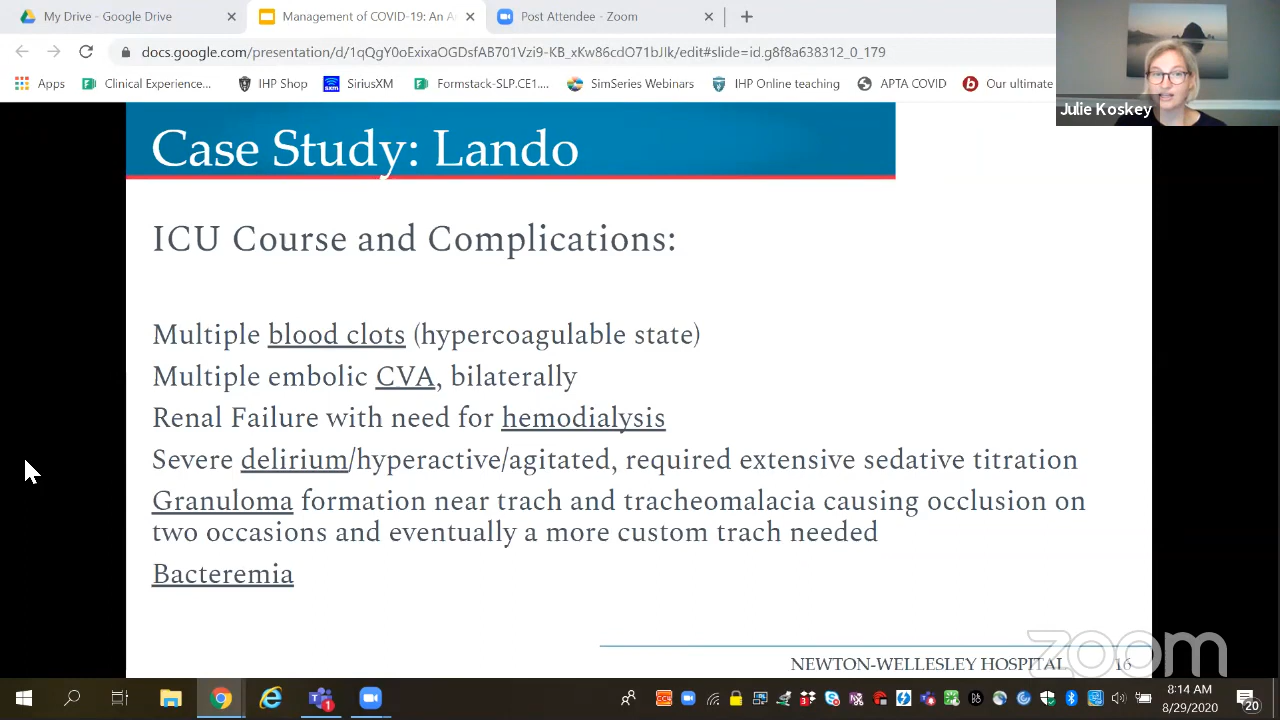 My Drive - Google Drive
Management of COVID-19: An A
Post Attendee - Zoom
docs.google.com/presentation/d/1qQgY0oExixaOGDsfAB701Vzi9-KB_xKw86cdO71bJIk/edit#slide=id.g8f8a638312_0_179
Apps Clinical Experience... IHP Shop SiriusXM Formstack-SLP.CE1.... SimSeries Webinars IHP Online teaching APTA COVID Our ultimate
Julie Koskey
Case Study: Lando
ICU Course and Complications:
Multiple blood clots (hypercoagulable state)
Multiple embolic CVA, bilaterally
Renal Failure with need for hemodialysis
Severe delirium/hyperactive/agitated, required extensive sedative titration
Granuloma formation near trach and tracheomalacia causing occlusion on
two occasions and eventually a more custom trach needed
Bacteremia
NEWTON-WELLESLEY HOSPITAL 16
zoom
8:14 AM
8/29/2020
20